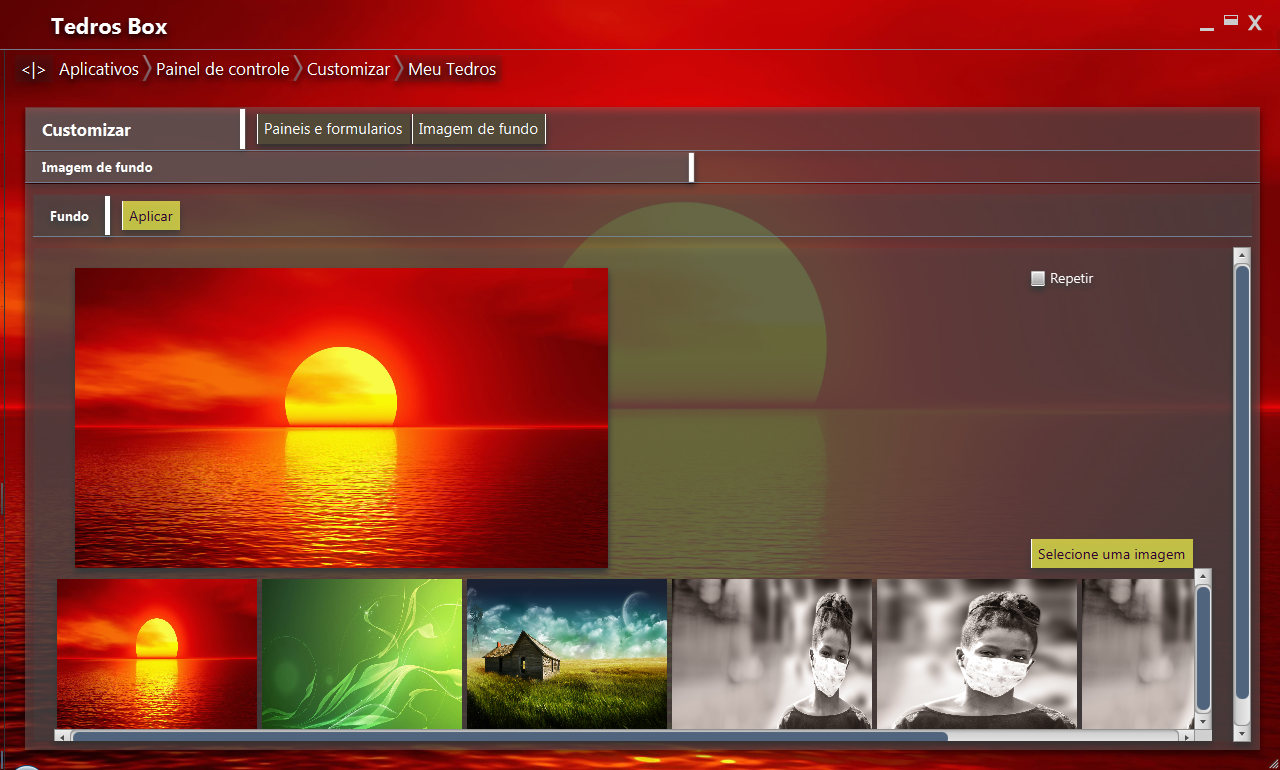 Tedros Box
<|> Aplicativos Painel de controle Customizar Meu Tedros
Customizar Paineis e formularios Imagem de fundo
Imagem de fundo
Fundo Aplicar
Repetir
Selecione uma imagem